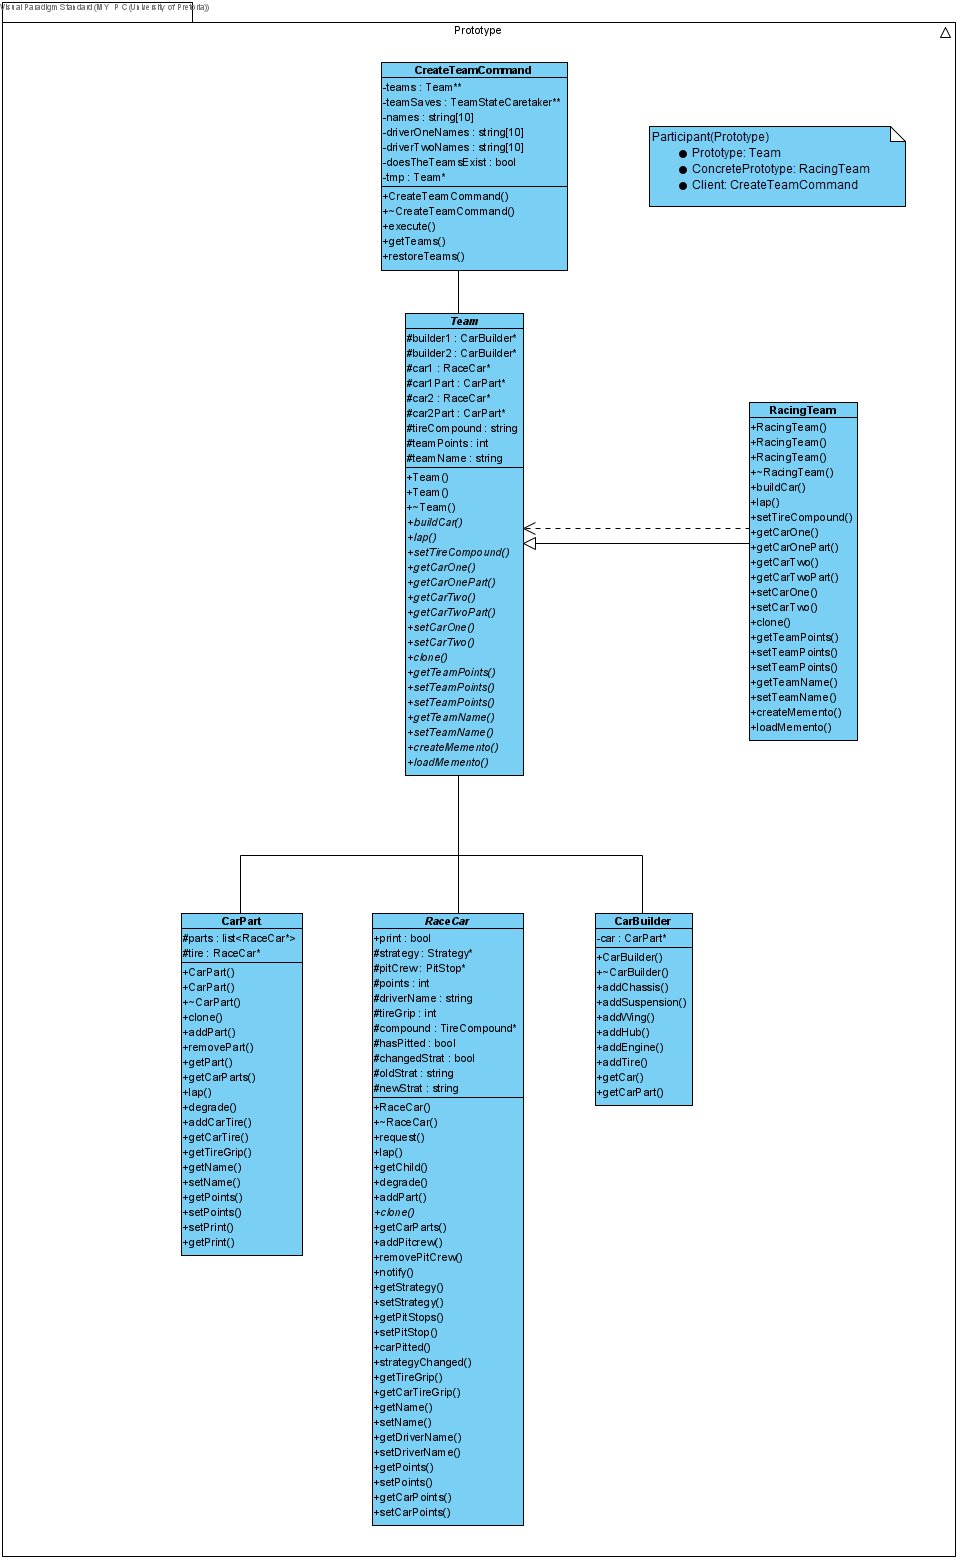 Visual Paradigm Standard (MY PC (University of Pretoria))
Prototype
CreateTeamCommand
-teams : Team**
-teamSaves : TeamStateCaretaker**
-names : string[10]
-driverOneNames : string[10]
-driverTwoNames : string[10]
-doesTheTeamsExist : bool
-tmp : Team*
+CreateTeamCommand()
+~CreateTeamCommand()
+execute()
+getTeams()
+restoreTeams()
Participant(Prototype)
● Prototype: Team
● ConcretePrototype: RacingTeam
● Client: CreateTeamCommand
Team
#builder1 : CarBuilder*
#builder2 : CarBuilder*
#car1 : RaceCar*
#car1Part : CarPart*
#car2 : RaceCar*
#car2Part : CarPart*
#tireCompound : string
#teamPoints : int
#teamName : string
+Team()
+Team()
+~Team()
+buildCar()
+lap()
+setTireCompound()
+getCarOne()
+getCarOnePart()
+getCarTwo()
+getCarTwoPart()
+setCarOne()
+setCarTwo()
+clone()
+getTeamPoints()
+setTeamPoints()
+setTeamPoints()
+getTeamName()
+setTeamName()
+createMemento()
+loadMemento()
RacingTeam
+RacingTeam()
+RacingTeam()
+RacingTeam()
+~RacingTeam()
+buildCar()
+lap()
+setTireCompound()
+getCarOne()
+getCarOnePart()
+getCarTwo()
+getCarTwoPart()
+setCarOne()
+setCarTwo()
+clone()
+getTeamPoints()
+setTeamPoints()
+setTeamPoints()
+getTeamName()
+setTeamName()
+createMemento()
+loadMemento()
CarPart
#parts : list<RaceCar*>
#tire : RaceCar*
+CarPart()
+CarPart()
+~CarPart()
+clone()
+addPart()
+removePart()
+getPart()
+getCarParts()
+lap()
+degrade()
+addCarTire()
+getCarTire()
+getTireGrip()
+getName()
+setName()
+getPoints()
+setPoints()
+setPrint()
+getPrint()
RaceCar
+print : bool
#strategy : Strategy*
#pitCrew : PitStop*
#points : int
#driverName : string
#tireGrip : int
#compound : TireCompound*
#hasPitted : bool
#changedStrat : bool
#oldStrat : string
#newStrat : string
+RaceCar()
+~RaceCar()
+request()
+lap()
+getChild()
+degrade()
+addPart()
+clone()
+getCarParts()
+addPitcrew()
+removePitCrew()
+notify()
+getStrategy()
+setStrategy()
+getPitStops()
+setPitStop()
+carPitted()
+strategyChanged()
+getTireGrip()
+getCarTireGrip()
+getName()
+setName()
+getDriverName()
+setDriverName()
+getPoints()
+setPoints()
+getCarPoints()
+setCarPoints()
CarBuilder
-car : CarPart*
+CarBuilder()
+~CarBuilder()
+addChassis()
+addSuspension()
+addWing()
+addHub()
+addEngine()
+addTire()
+getCar()
+getCarPart()